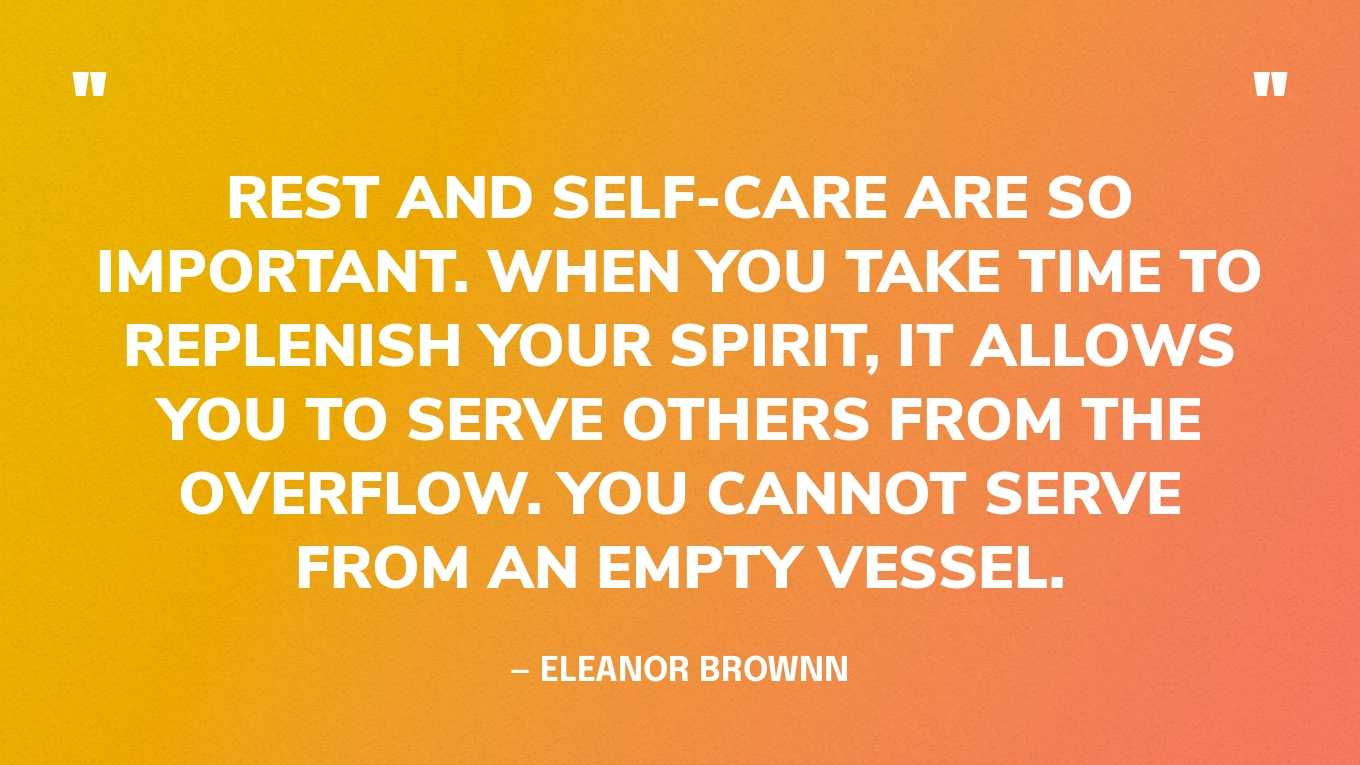 " "
REST AND SELF-CARE ARE SO
IMPORTANT. WHEN YOU TAKE TIME TO
REPLENISH YOUR SPIRIT, IT ALLOWS
YOU TO SERVE OTHERS FROM THE
OVERFLOW. YOU CANNOT SERVE
FROM AN EMPTY VESSEL.
– ELEANOR BROWNN